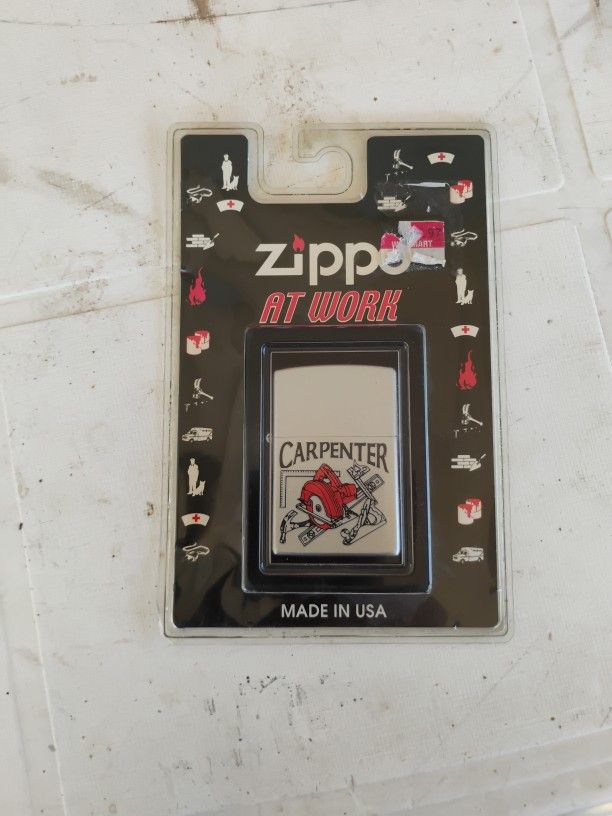 Zippo
AT WORK
CARPENTER
MADE IN USA